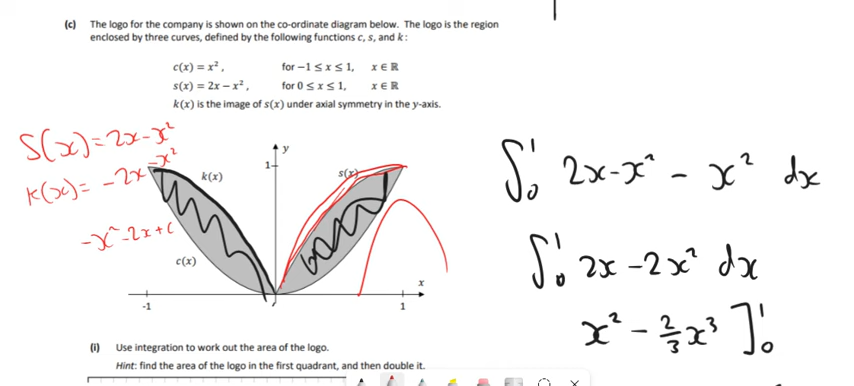 (c) The logo for the company is shown on the co-ordinate diagram below. The logo is the region
enclosed by three curves, defined by the following functions c, s, and k:
c(x) = x², for −1 ≤ x ≤ 1, x ∈ ℝ
s(x) = 2x − x², for 0 ≤ x ≤ 1, x ∈ ℝ
k(x) is the image of s(x) under axial symmetry in the y-axis.
S(x) = 2x - x²
K(x) = -2x - x²
-x² - 2x + c
y
1
k(x)
s(x)
c(x)
x
-1
1
∫₀¹ 2x - x² - x² dx
∫₀¹ 2x - 2x² dx
x² - 2/3 x³ ]₀¹
(i) Use integration to work out the area of the logo.
Hint: find the area of the logo in the first quadrant, and then double it.